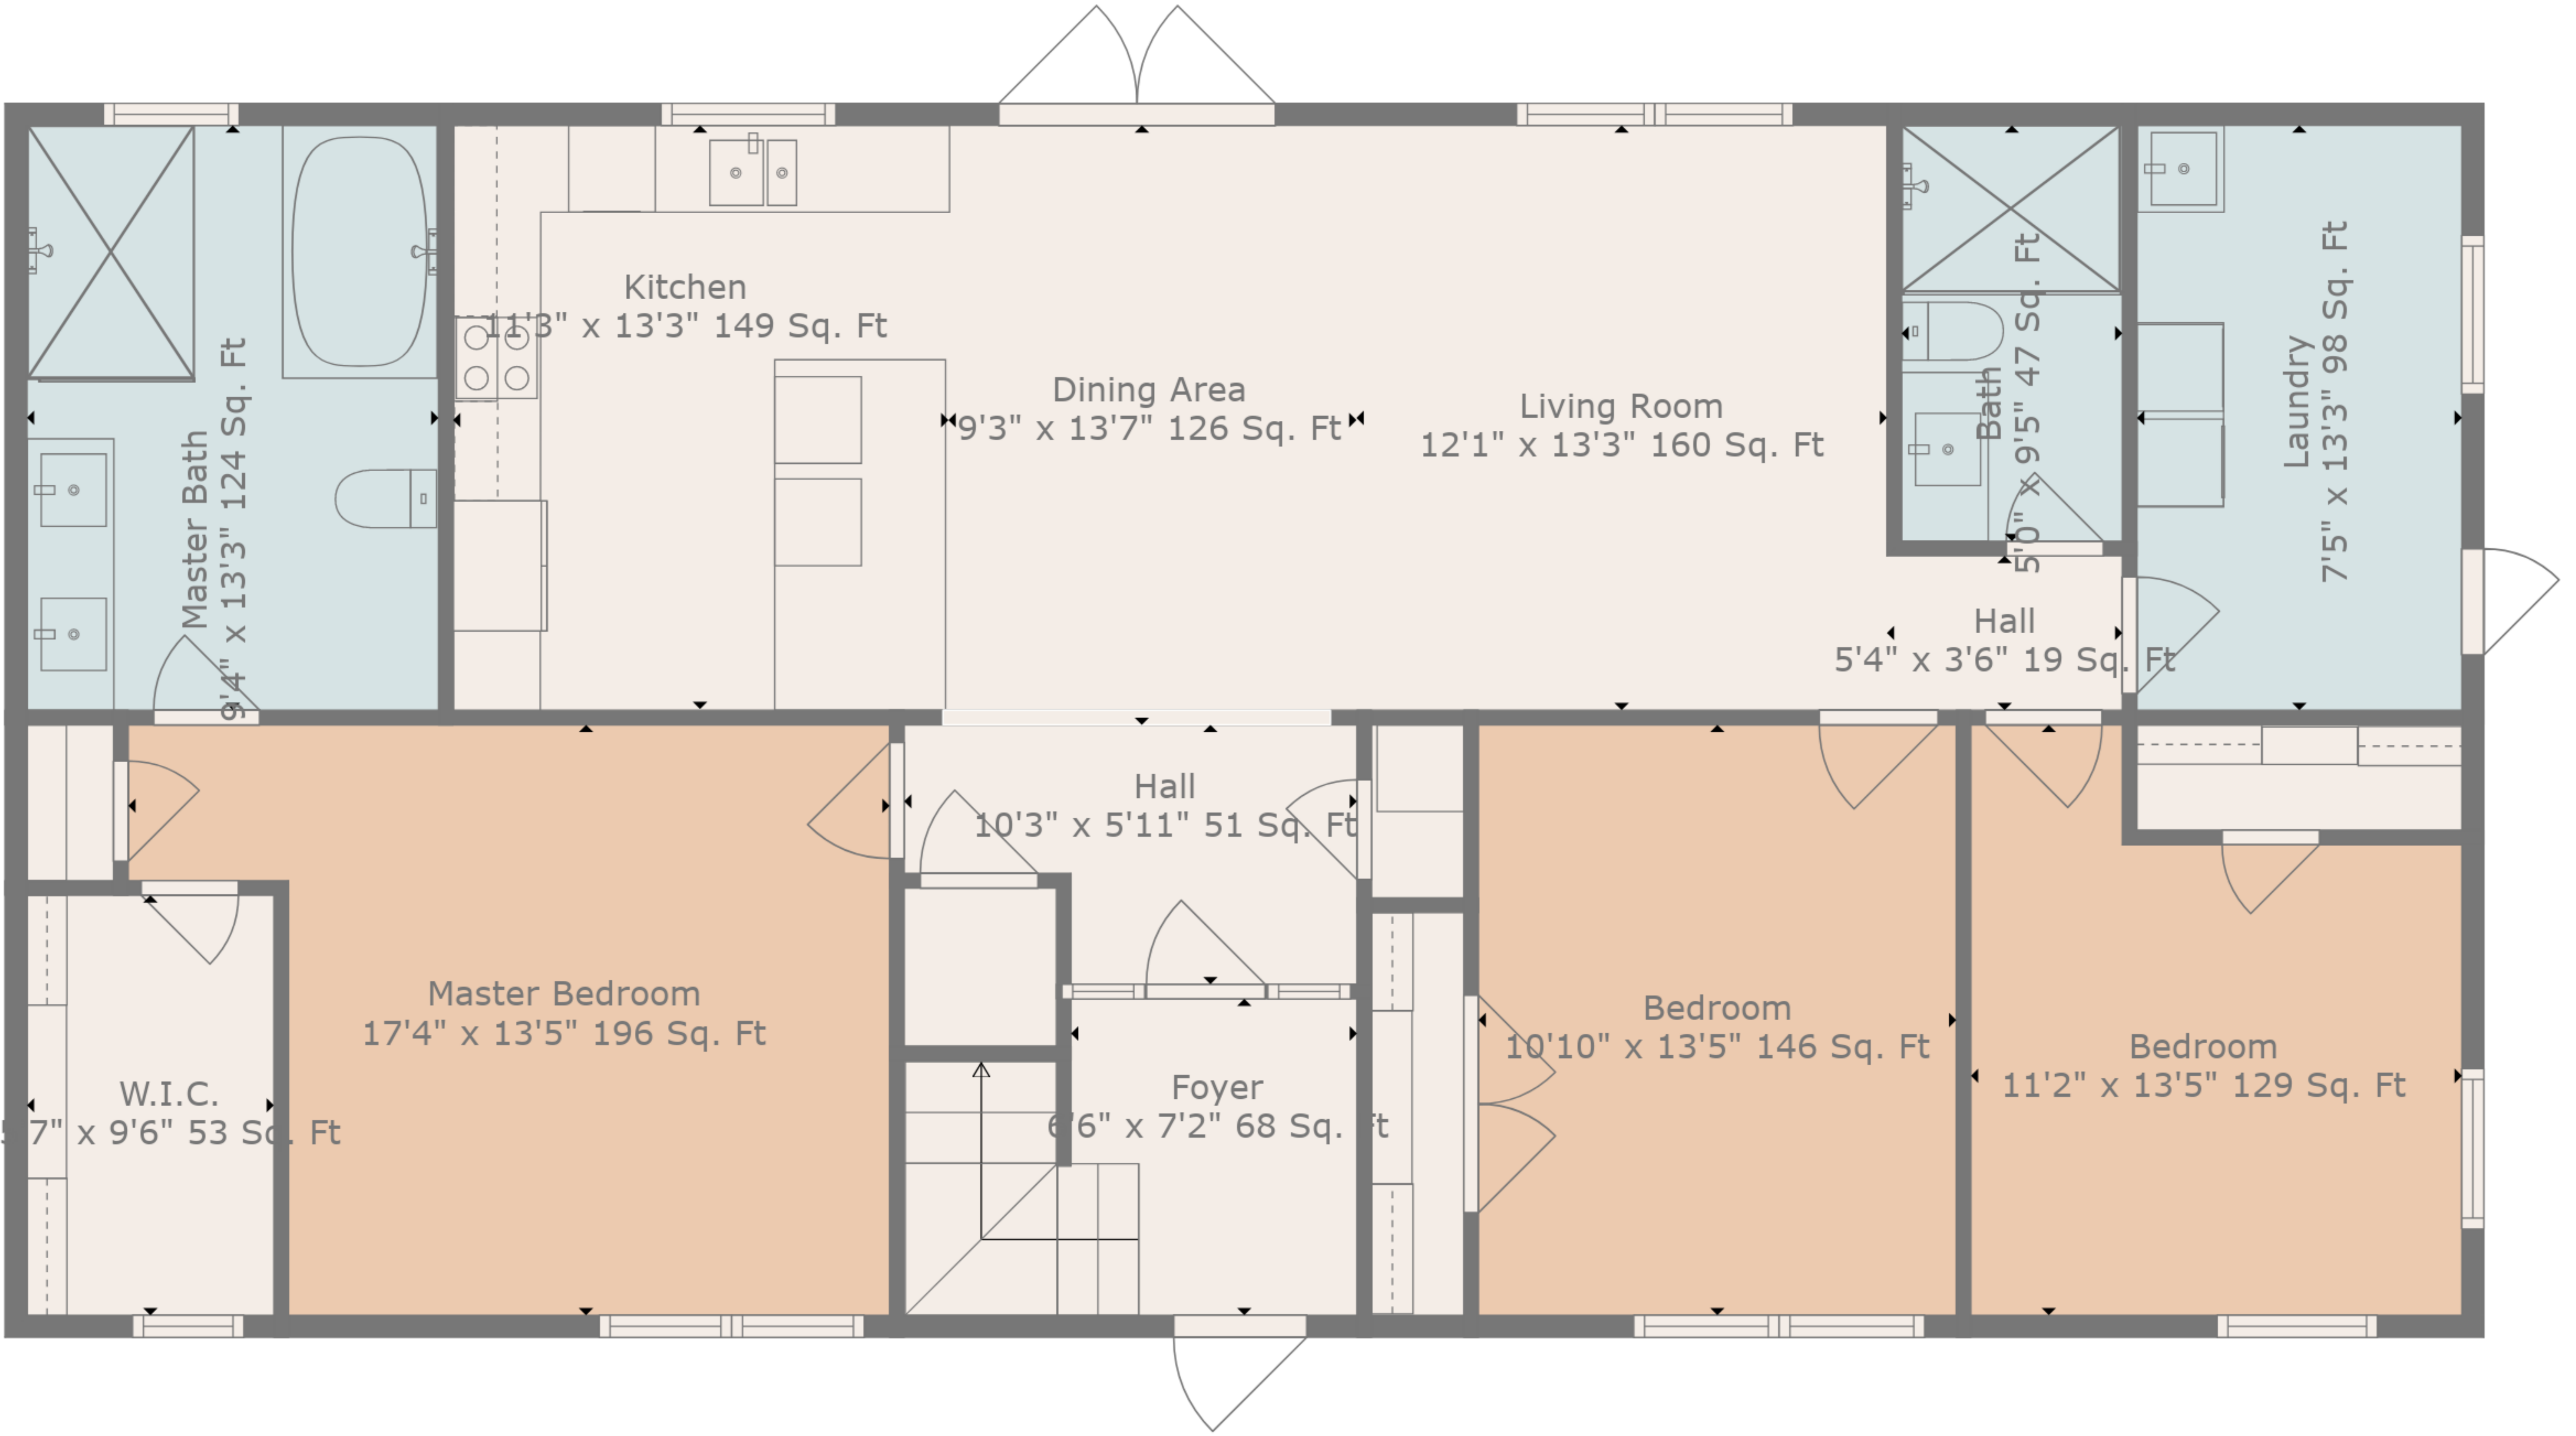 Kitchen
11'3" x 13'3" 149 Sq. Ft
Dining Area
9'3" x 13'7" 126 Sq. Ft
Living Room
12'1" x 13'3" 160 Sq. Ft
Master Bath
9'4" x 13'3" 124 Sq. Ft
Bath
5'0" x 9'5" 47 Sq. Ft
Laundry
7'5" x 13'3" 98 Sq. Ft
Hall
5'4" x 3'6" 19 Sq. Ft
Hall
10'3" x 5'11" 51 Sq. Ft
Master Bedroom
17'4" x 13'5" 196 Sq. Ft
W.I.C.
5'7" x 9'6" 53 Sq. Ft
Foyer
6'6" x 7'2" 68 Sq. Ft
Bedroom
10'10" x 13'5" 146 Sq. Ft
Bedroom
11'2" x 13'5" 129 Sq. Ft